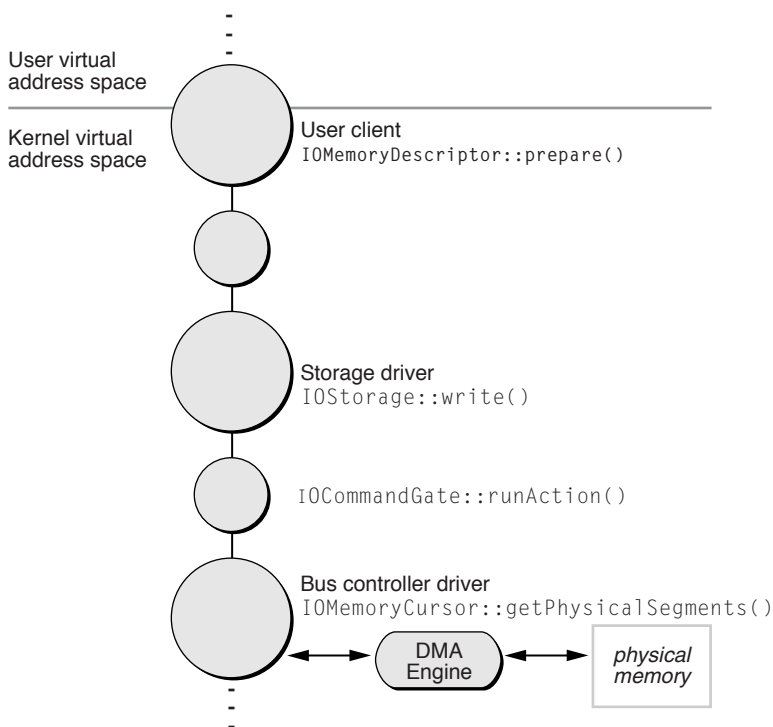 User virtual
address space
Kernel virtual
address space
User client
IOMemoryDescriptor::prepare()
Storage driver
IOStorage::write()
IOCommandGate::runAction()
Bus controller driver
IOMemoryCursor::getPhysicalSegments()
DMA
Engine
physical
memory